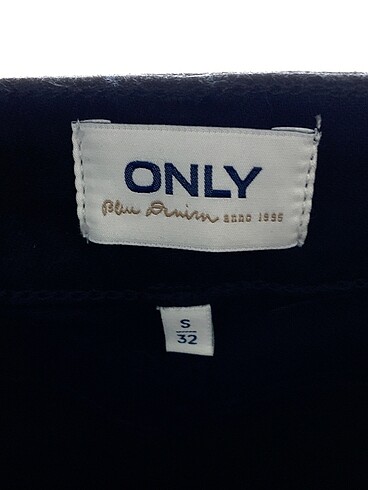 ONLY
Blue Denim anno 1995
S
32